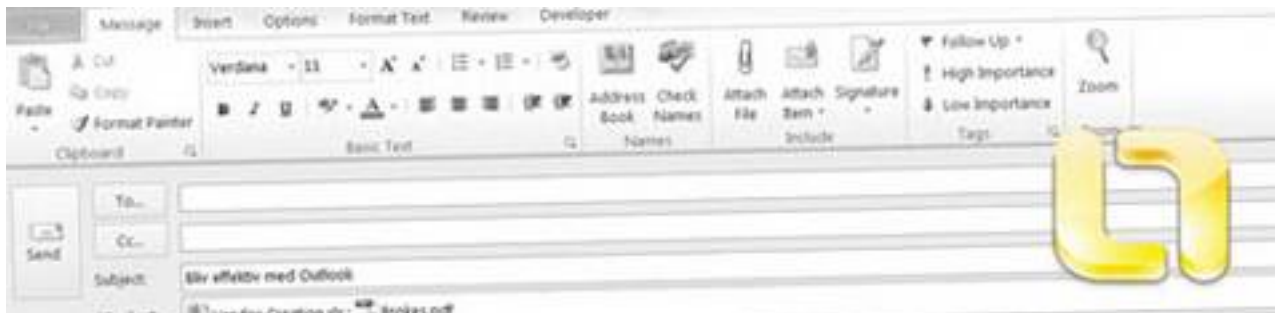 Message Insert Options Format Text Review Developer
Cut
Copy
Paste
Format Painter
Clipboard
Verdana 11
B I U A
Basic Text
Address Book
Check Names
Names
Attach File
Attach Item
Signature
Include
Follow Up
High Importance
Low Importance
Tags
Zoom
To...
Cc...
Send
Subject:
Bliv effektiv med Outlook